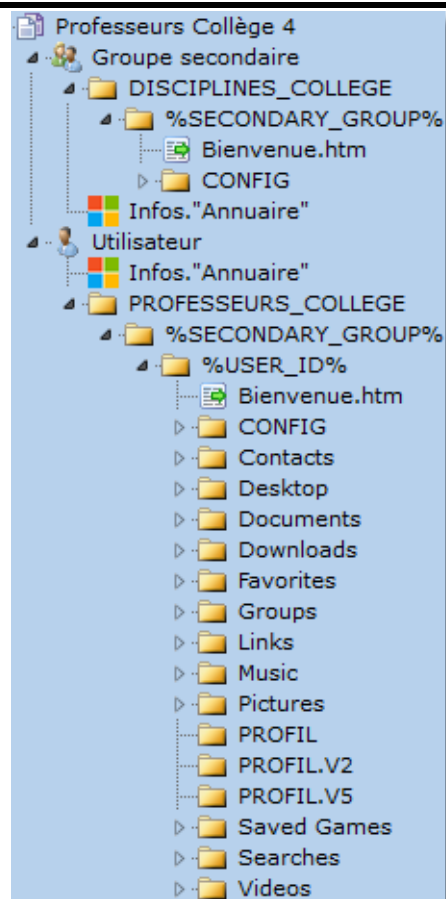 Professeurs Collège 4
Groupe secondaire
DISCIPLINES_COLLEGE
%SECONDARY_GROUP%
Bienvenue.htm
CONFIG
Infos."Annuaire"
Utilisateur
Infos."Annuaire"
PROFESSEURS_COLLEGE
%SECONDARY_GROUP%
%USER_ID%
Bienvenue.htm
CONFIG
Contacts
Desktop
Documents
Downloads
Favorites
Groups
Links
Music
Pictures
PROFIL
PROFIL.V2
PROFIL.V5
Saved Games
Searches
Videos